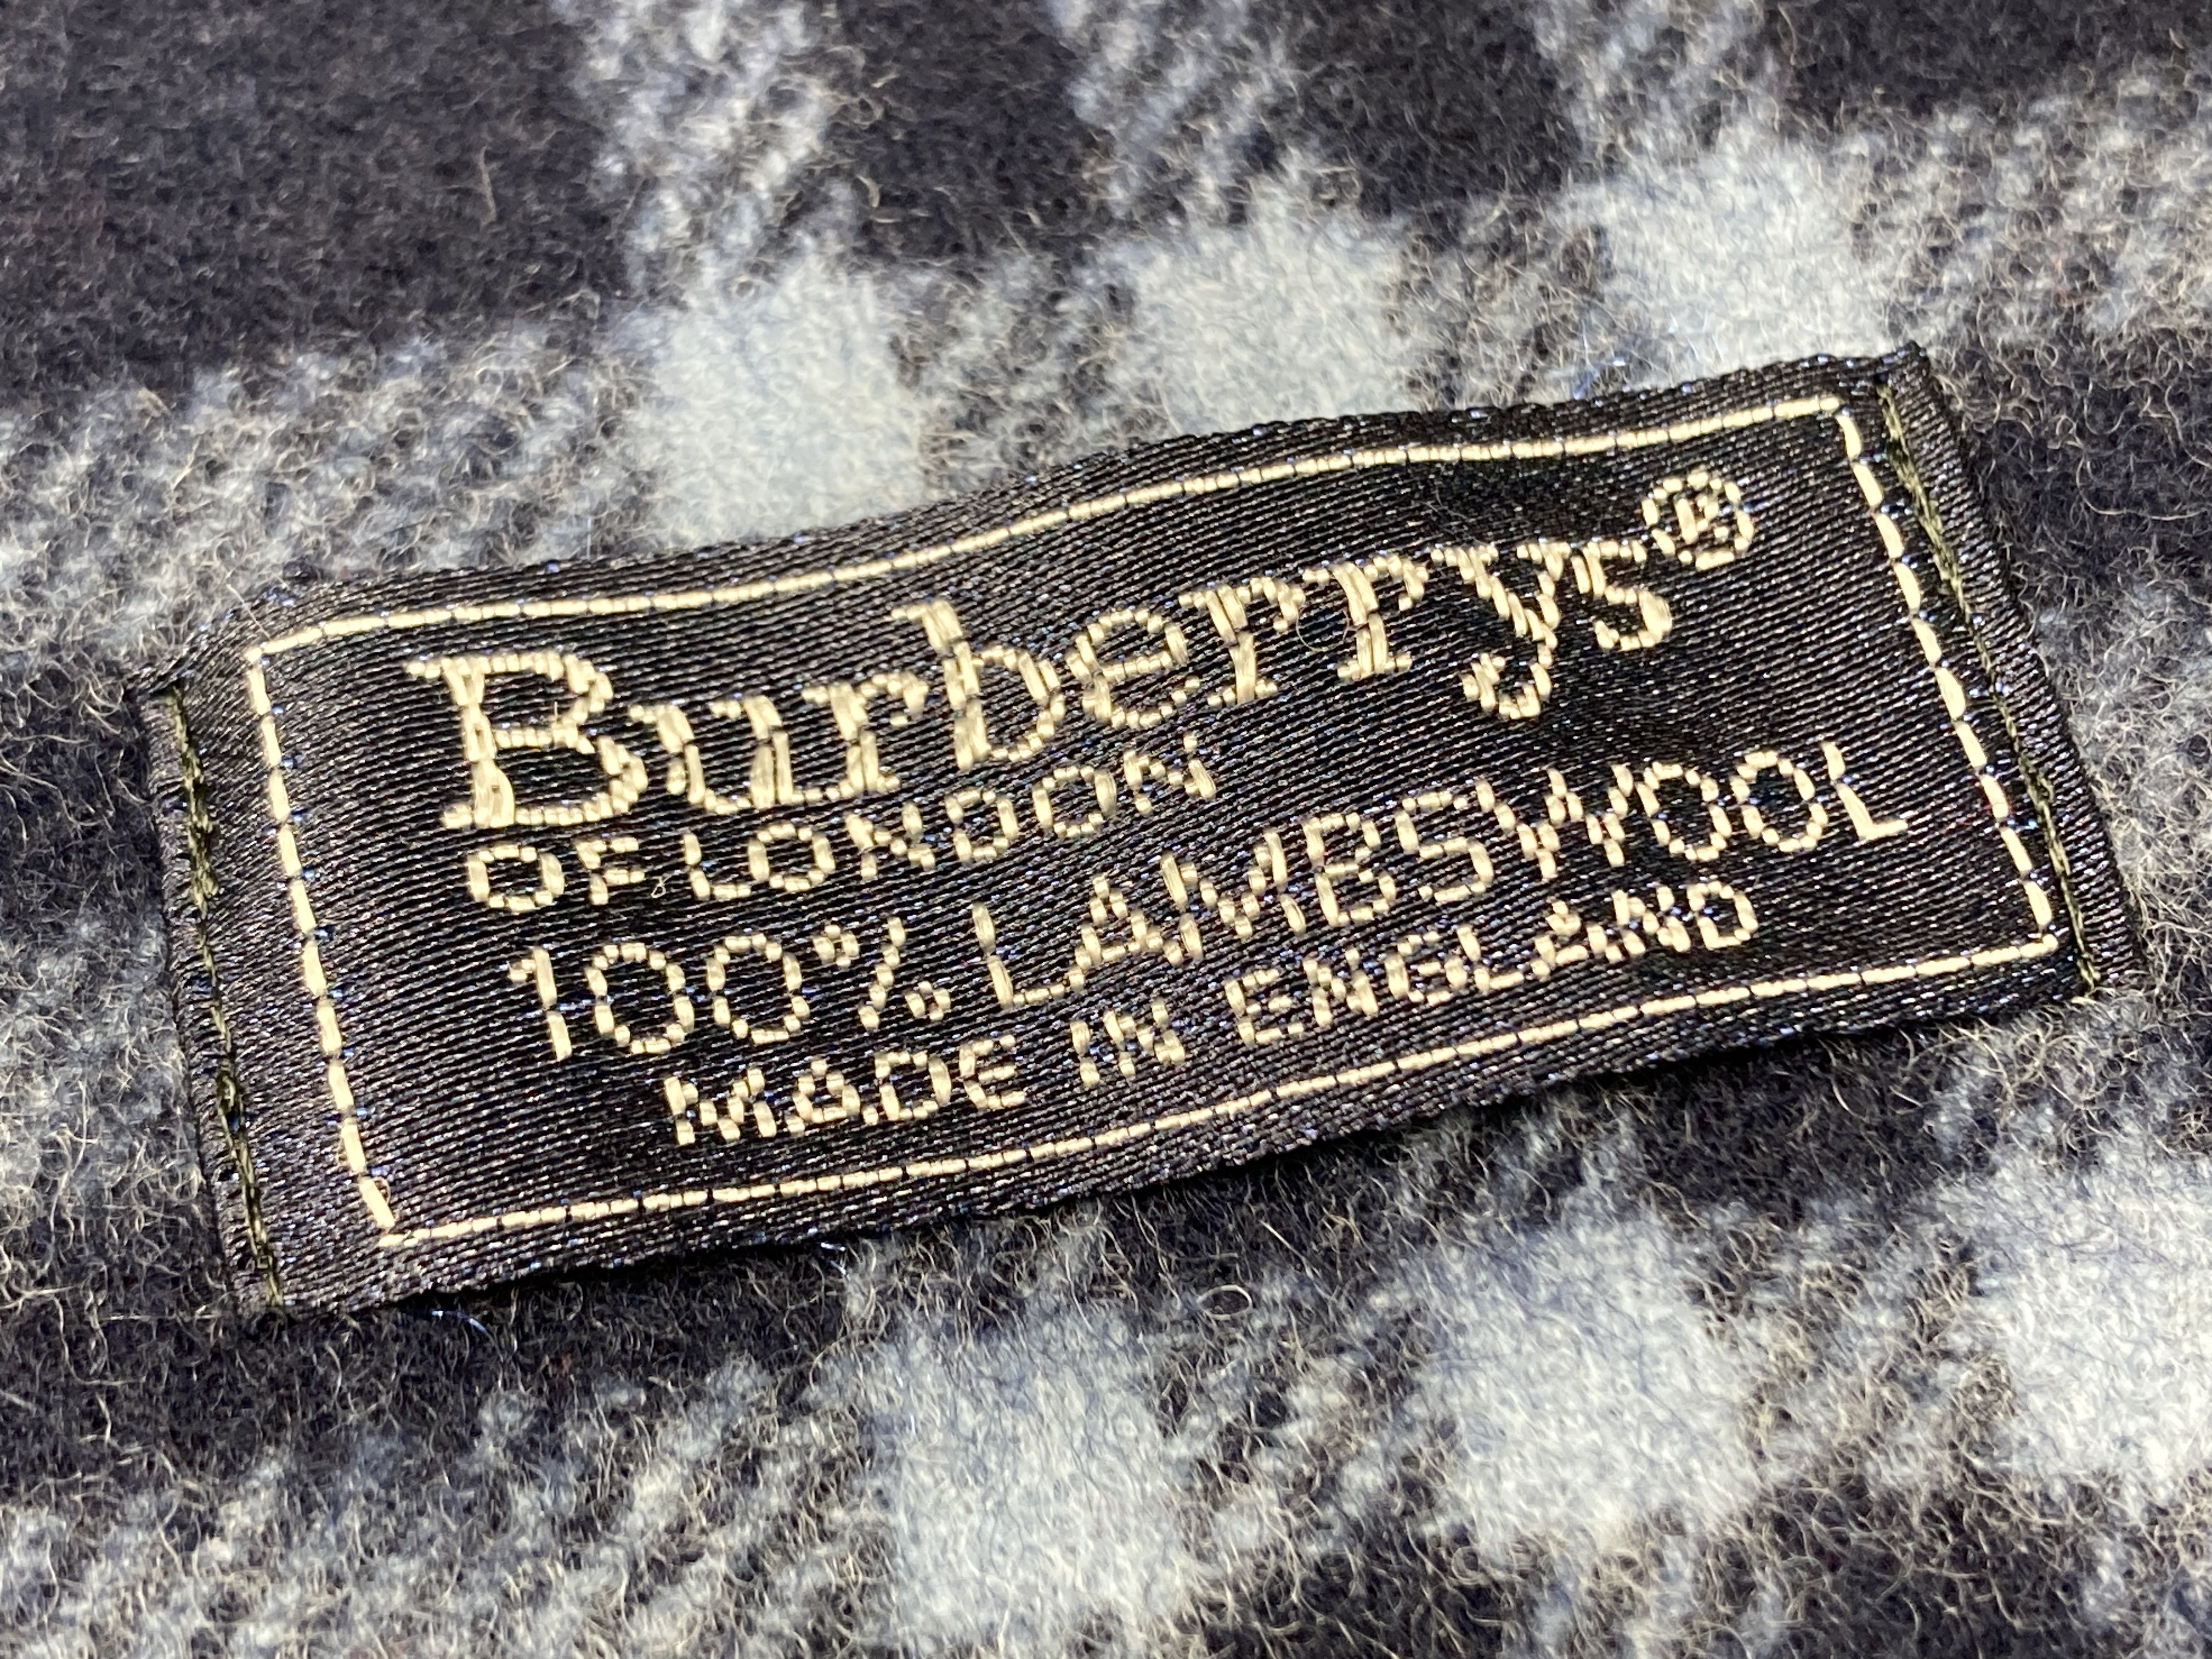 Burberrys®
OF LONDON
100% LAMBSWOOL
MADE IN ENGLAND